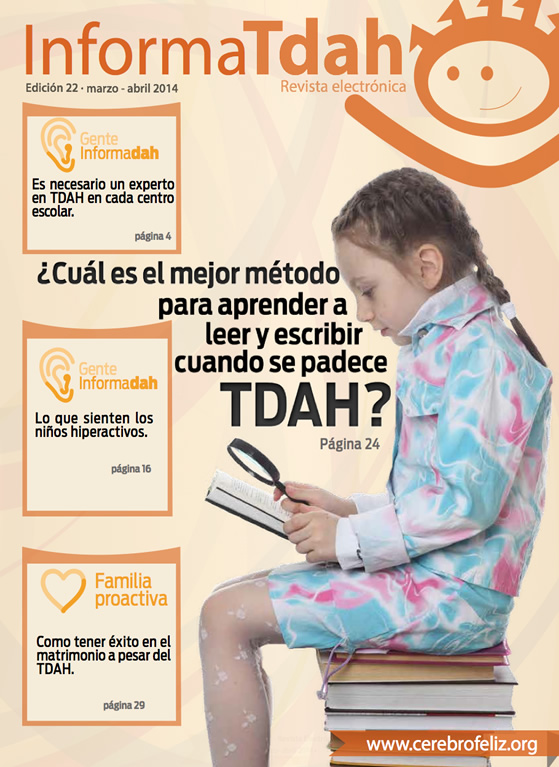 InformaTdah
Edición 22 · marzo - abril 2014
Revista electrónica
Gente
Informadah
Es necesario un experto
en TDAH en cada centro
escolar.
página 4
¿Cuál es el mejor método
para aprender a
leer y escribir
cuando se padece
TDAH?
Página 24
Gente
Informadah
Lo que sienten los
niños hiperactivos.
página 16
Familia
proactiva
Como tener éxito en el
matrimonio a pesar del
TDAH.
página 29
www.cerebrofeliz.org